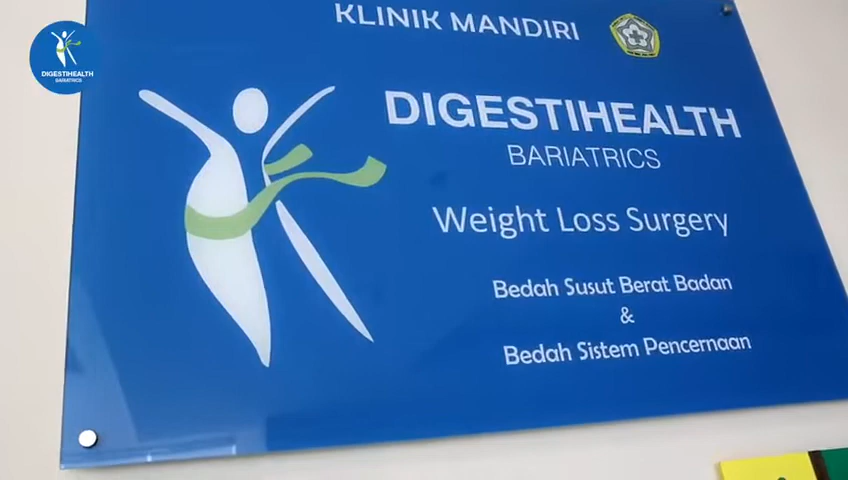 DIGESTIHEALTH
BARIATRICS
KLINIK MANDIRI
DIGESTIHEALTH
BARIATRICS
Weight Loss Surgery
Bedah Susut Berat Badan
&
Bedah Sistem Pencernaan